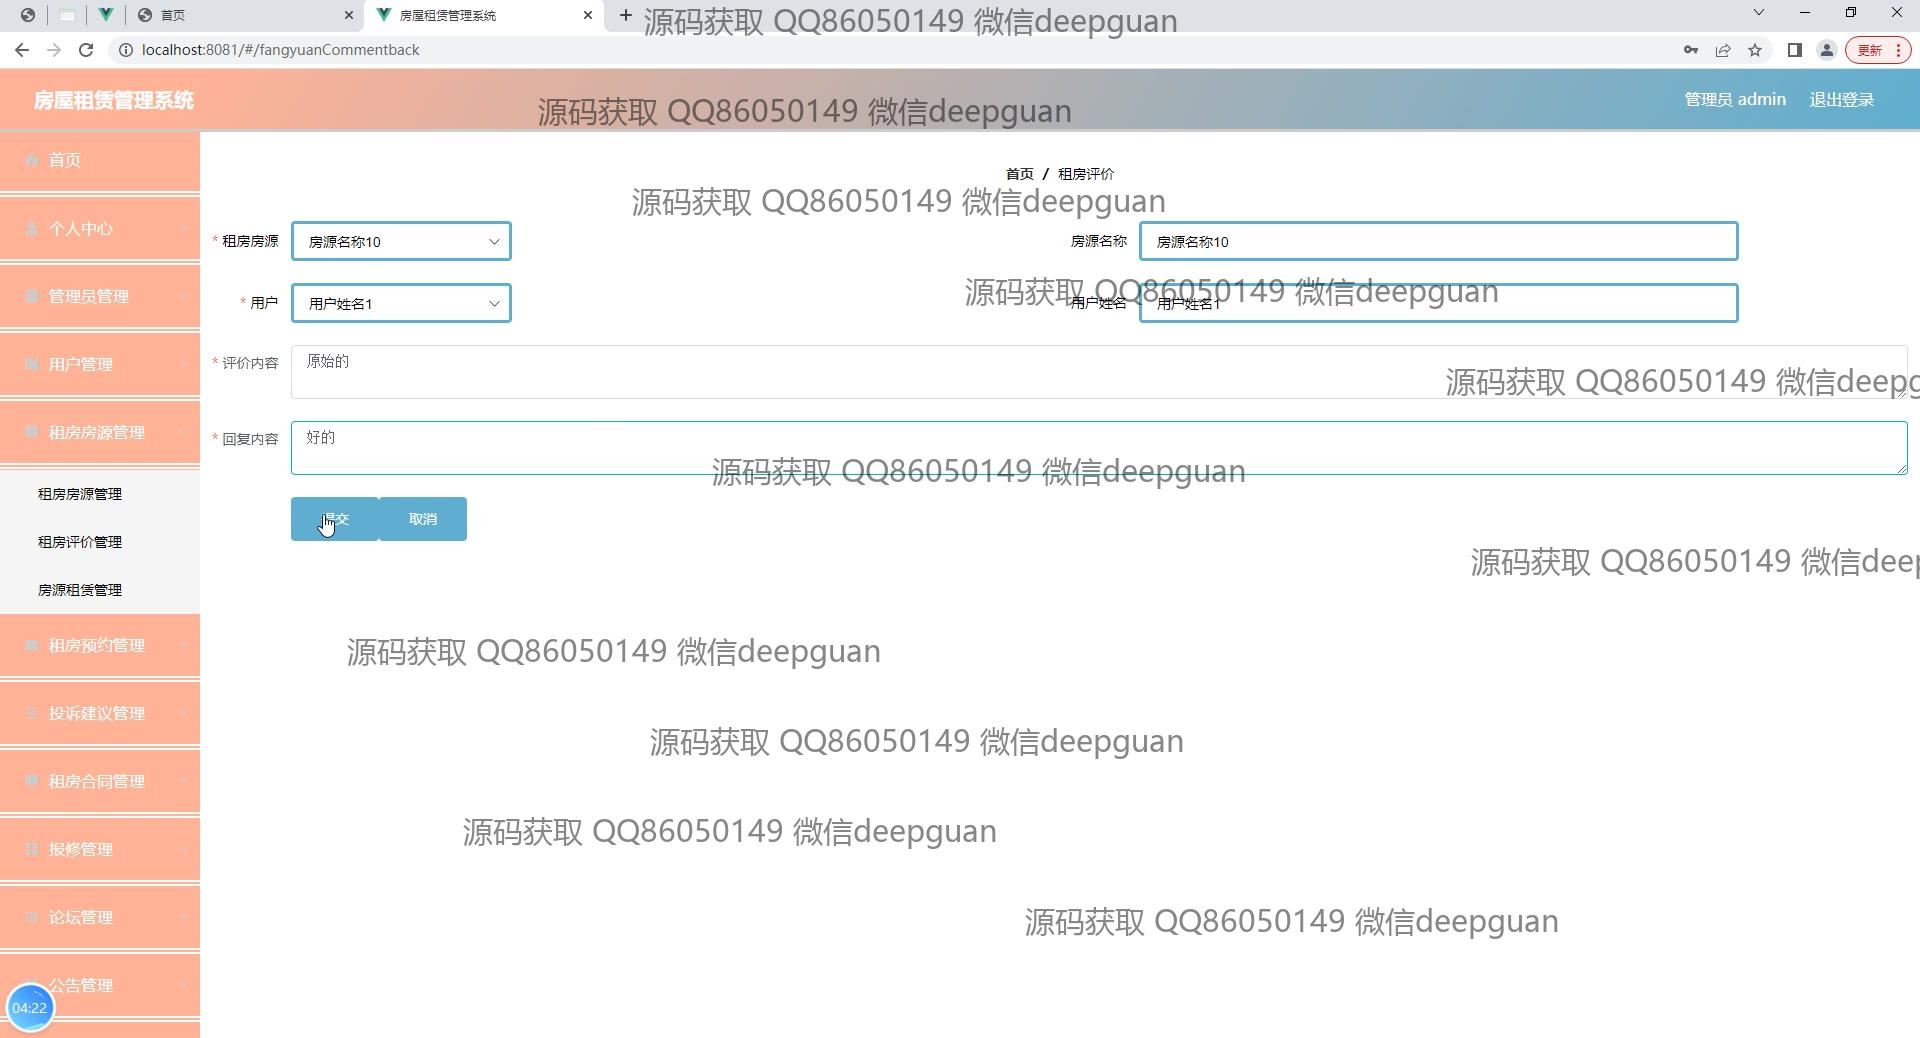 首页
房屋租赁管理系统
源码获取 QQ86050149 微信deepguan
localhost:8081/#/fangyuanCommentback
更新
房屋租赁管理系统
源码获取 QQ86050149 微信deepguan
管理员 admin
退出登录
首页
个人中心
管理员管理
用户管理
租房房源管理
租房房源管理
租房评价管理
房源租赁管理
租房预约管理
投诉建议管理
租房合同管理
报修管理
论坛管理
公告管理
04:22
首页 / 租房评价
源码获取 QQ86050149 微信deepguan
* 租房房源
房源名称10
房源名称
房源名称10
源码获取 QQ86050149 微信deepguan
* 用户
用户姓名1
用户姓名
用户姓名1
* 评价内容
原始的
源码获取 QQ86050149 微信deepg
* 回复内容
好的
源码获取 QQ86050149 微信deepguan
提交
取消
源码获取 QQ86050149 微信deep
源码获取 QQ86050149 微信deepguan
源码获取 QQ86050149 微信deepguan
源码获取 QQ86050149 微信deepguan
源码获取 QQ86050149 微信deepguan